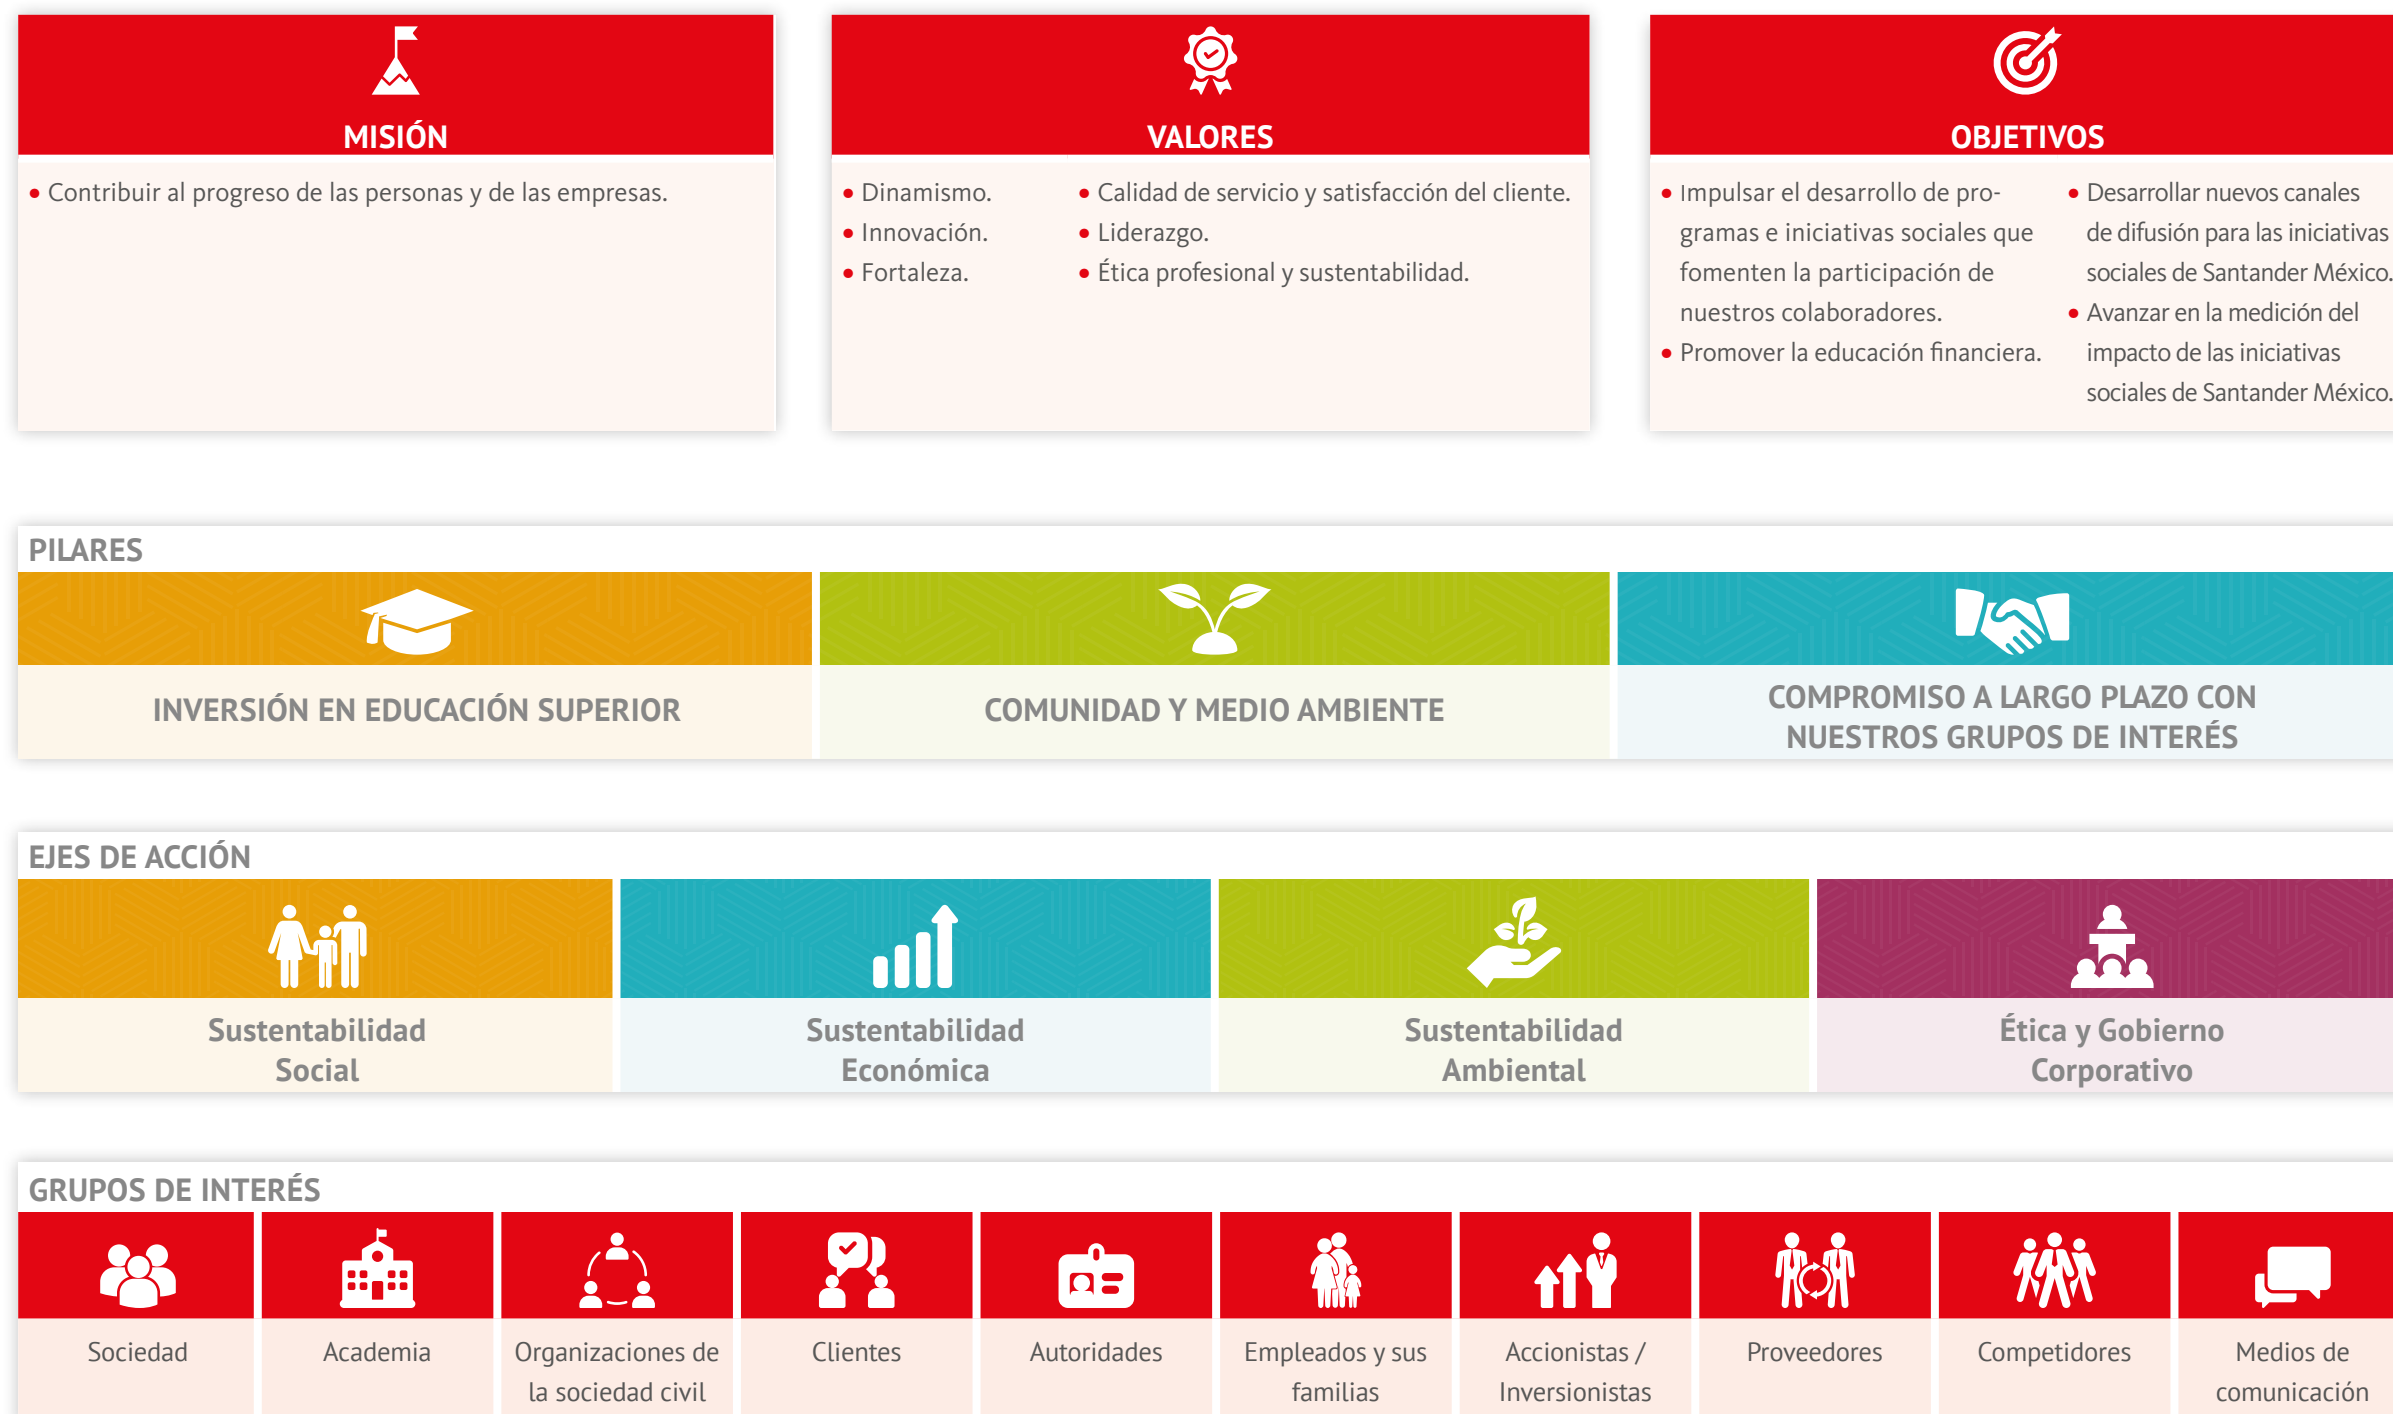 MISIÓN
• Contribuir al progreso de las personas y de las empresas.
VALORES
• Dinamismo.
• Innovación.
• Fortaleza.
• Calidad de servicio y satisfacción del cliente.
• Liderazgo.
• Ética profesional y sustentabilidad.
OBJETIVOS
• Impulsar el desarrollo de pro-
gramas e iniciativas sociales que
fomenten la participación de
nuestros colaboradores.
• Promover la educación financiera.
• Desarrollar nuevos canales
de difusión para las iniciativas
sociales de Santander México.
• Avanzar en la medición del
impacto de las iniciativas
sociales de Santander México.
PILARES
INVERSIÓN EN EDUCACIÓN SUPERIOR
COMUNIDAD Y MEDIO AMBIENTE
COMPROMISO A LARGO PLAZO CON
NUESTROS GRUPOS DE INTERÉS
EJES DE ACCIÓN
Sustentabilidad
Social
Sustentabilidad
Económica
Sustentabilidad
Ambiental
Ética y Gobierno
Corporativo
GRUPOS DE INTERÉS
Sociedad
Academia
Organizaciones de
la sociedad civil
Clientes
Autoridades
Empleados y sus
familias
Accionistas /
Inversionistas
Proveedores
Competidores
Medios de
comunicación